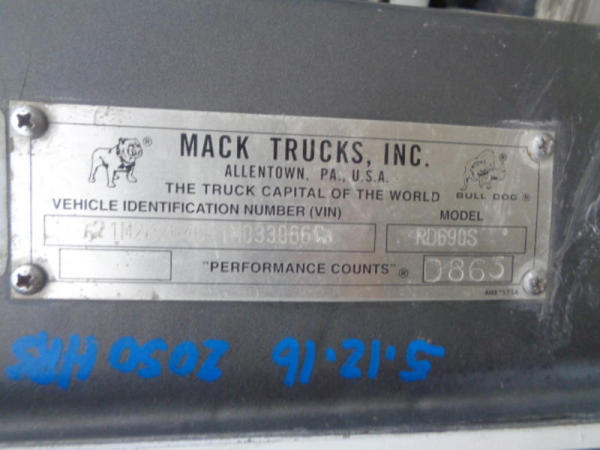 MACK TRUCKS, INC.
ALLENTOWN, PA., U.S.A.
THE TRUCK CAPITAL OF THE WORLD
BULL DOG ®
VEHICLE IDENTIFICATION NUMBER (VIN)
MODEL
RD690S
"PERFORMANCE COUNTS"®
D865
5.12.16 2050 HRS